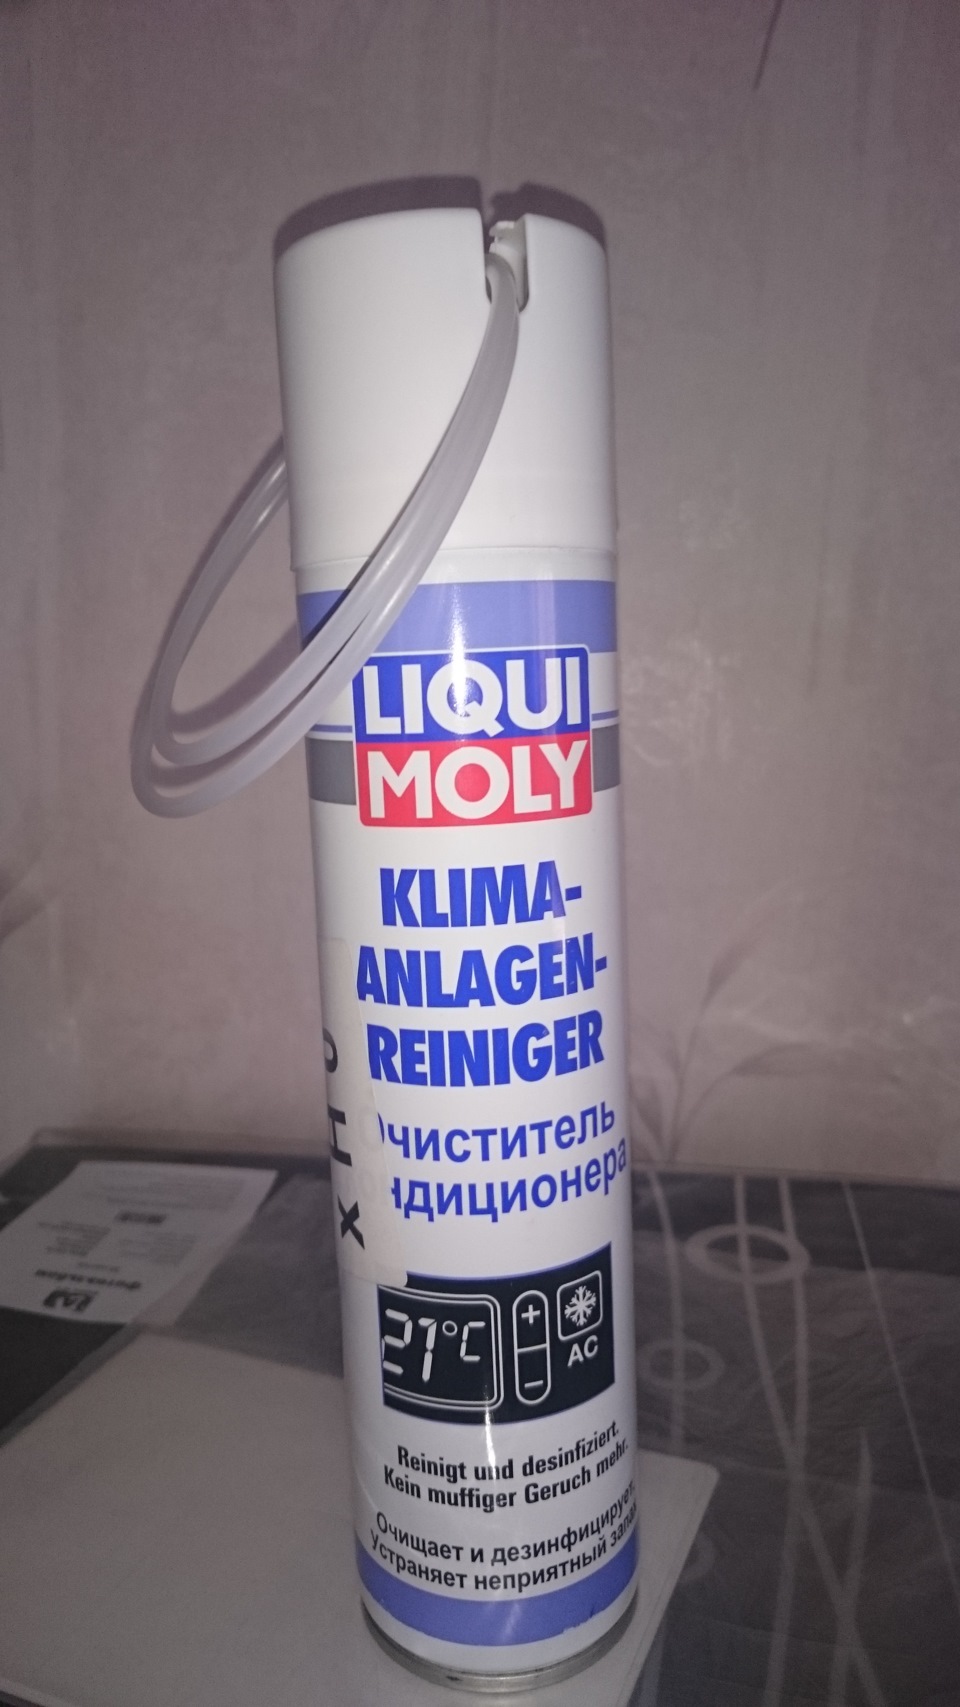 LIQUI
MOLY
KLIMA-
ANLAGEN-
REINIGER
чиститель
ндиционера
21°C
+
−
AC
Reinigt und desinfiziert.
Kein muffiger Geruch mehr.
Очищает и дезинфицирует.
Устраняет неприятный запах